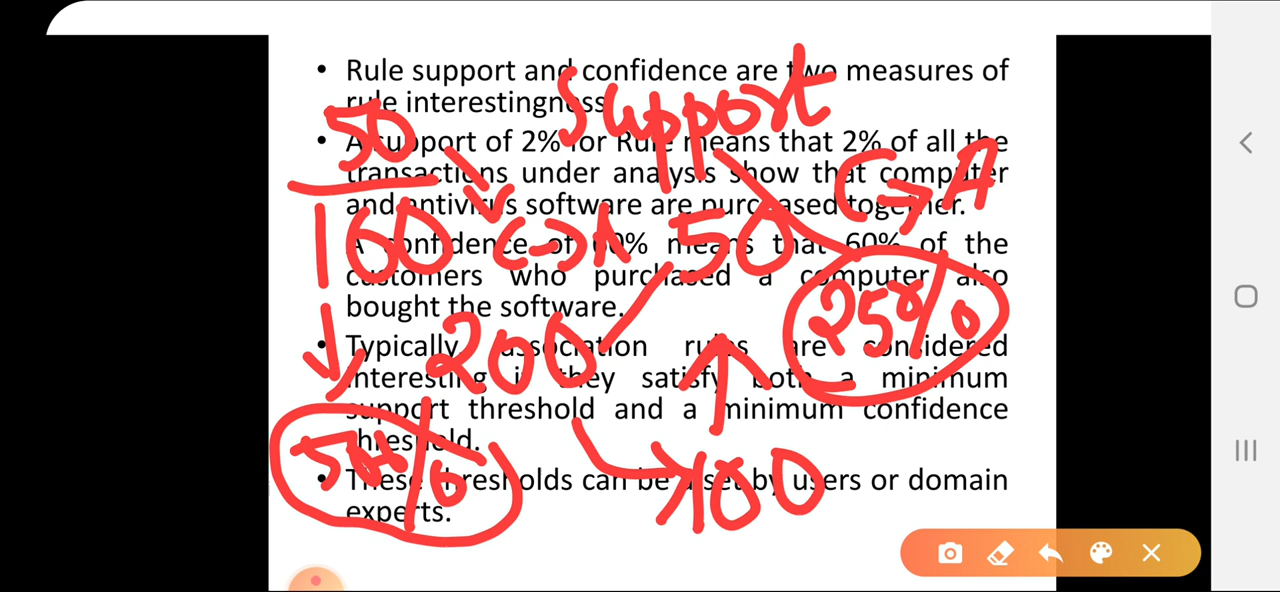 • Rule support and confidence are two measures of
rule interestingness.
• A support of 2% for Rule means that 2% of all the
transactions under analysis show that computer
and antivirus software are purchased together.
• A confidence of 60% means that 60% of the
customers who purchased a computer also
bought the software.
• Typically, association rules are considered
interesting if they satisfy both a minimum
support threshold and a minimum confidence
threshold.
• These thresholds can be set by users or domain
experts.
Support
50
C→A
100
C→A
50
25%
200
100
50%